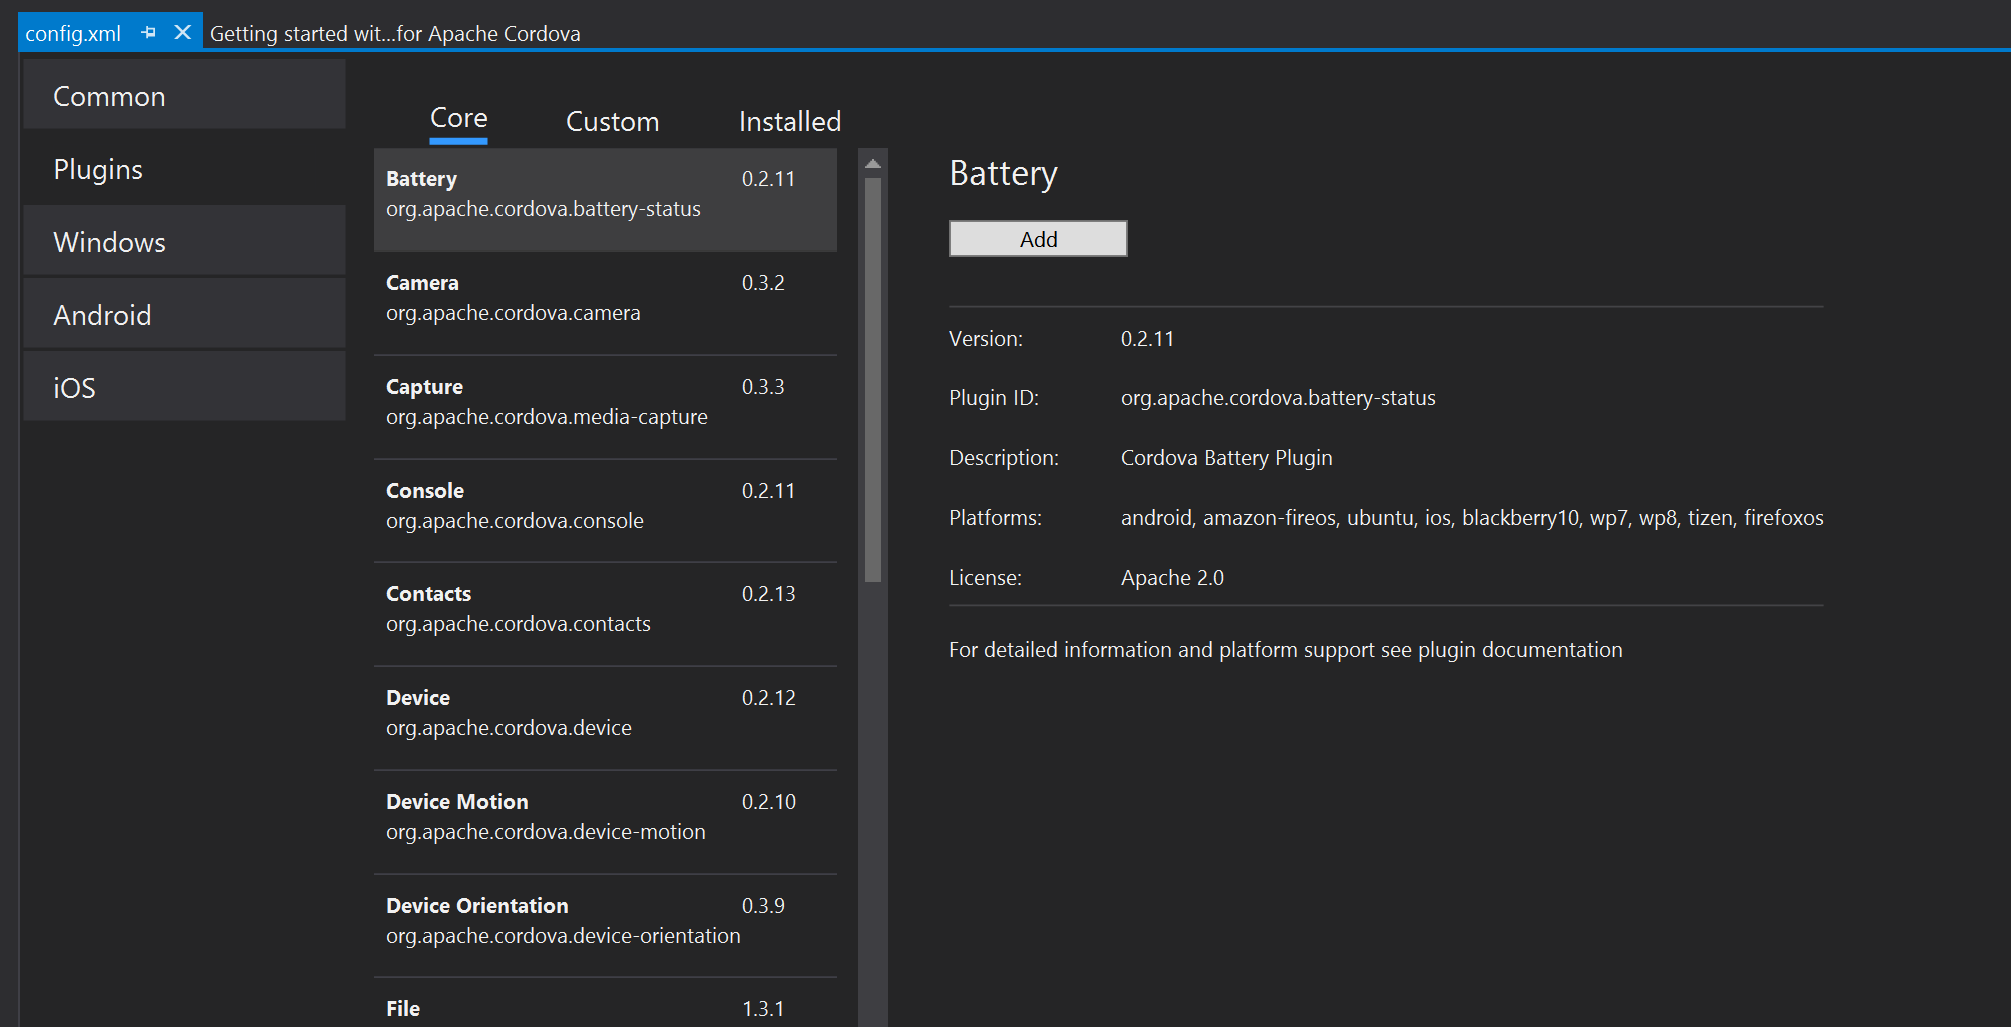 config.xml
Getting started wit...for Apache Cordova
Common
Plugins
Windows
Android
iOS
Core Custom Installed
Battery 0.2.11
org.apache.cordova.battery-status
Camera 0.3.2
org.apache.cordova.camera
Capture 0.3.3
org.apache.cordova.media-capture
Console 0.2.11
org.apache.cordova.console
Contacts 0.2.13
org.apache.cordova.contacts
Device 0.2.12
org.apache.cordova.device
Device Motion 0.2.10
org.apache.cordova.device-motion
Device Orientation 0.3.9
org.apache.cordova.device-orientation
File 1.3.1
Battery
Add
Version: 0.2.11
Plugin ID: org.apache.cordova.battery-status
Description: Cordova Battery Plugin
Platforms: android, amazon-fireos, ubuntu, ios, blackberry10, wp7, wp8, tizen, firefoxos
License: Apache 2.0
For detailed information and platform support see plugin documentation